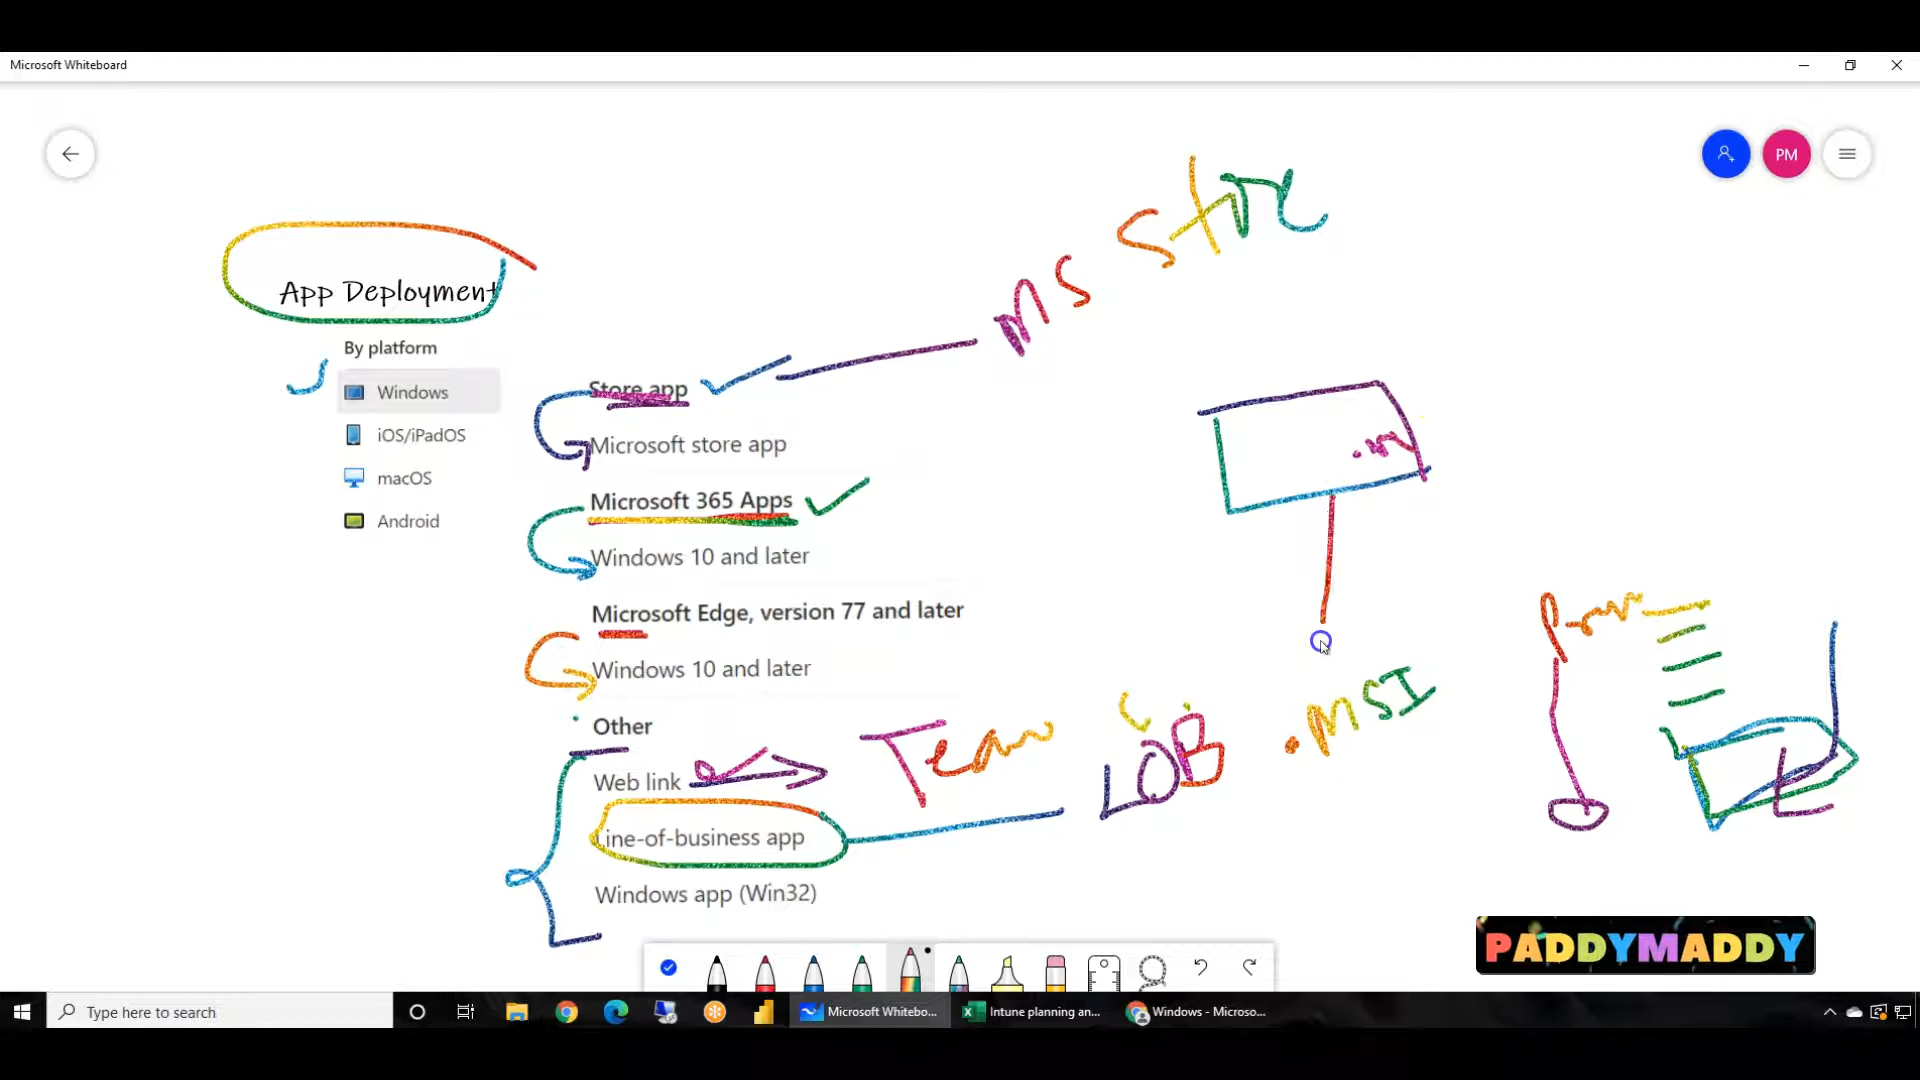 Microsoft Whiteboard
PM
MS Store
App Deployment
By platform
Windows
iOS/iPadOS
macOS
Android
Store app
Microsoft store app
Microsoft 365 Apps
Windows 10 and later
Microsoft Edge, version 77 and later
Windows 10 and later
Other
Web link
Team
Line-of-business app
LOB
.MSI
Windows app (Win32)
PADDYMADDY
Type here to search
Microsoft Whitebo...
Intune planning an...
Windows - Microso...